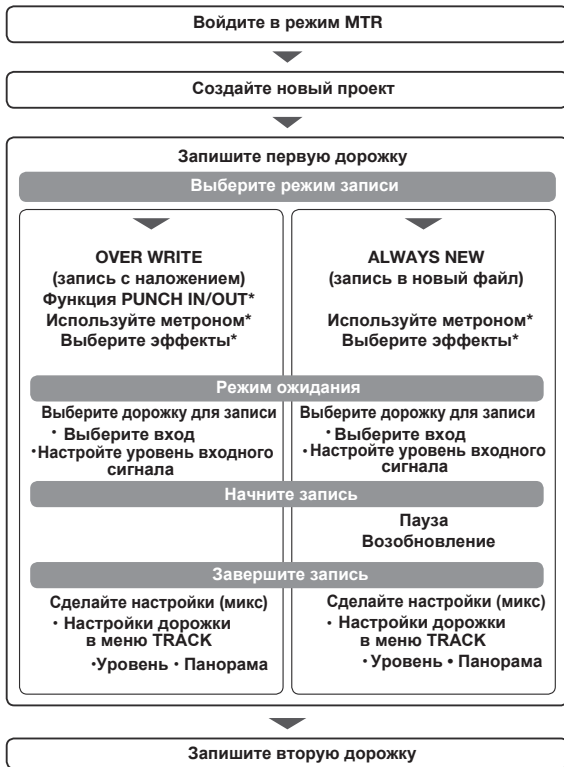 Войдите в режим MTR
Создайте новый проект
Запишите первую дорожку
Выберите режим записи
OVER WRITE
(запись с наложением)
Функция PUNCH IN/OUT*
Используйте метроном*
Выберите эффекты*
ALWAYS NEW
(запись в новый файл)
Используйте метроном*
Выберите эффекты*
Режим ожидания
Выберите дорожку для записи
• Выберите вход
•Настройте уровень входного
сигнала
Выберите дорожку для записи
• Выберите вход
•Настройте уровень входного
сигнала
Начните запись
Пауза
Возобновление
Завершите запись
Сделайте настройки (микс)
• Настройки дорожки
в меню TRACK
•Уровень • Панорама
Сделайте настройки (микс)
• Настройки дорожки
в меню TRACK
•Уровень • Панорама
Запишите вторую дорожку